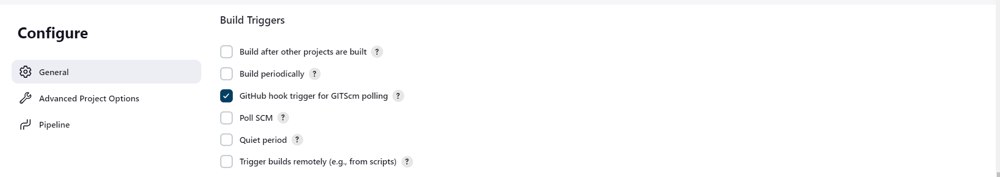 Configure
General
Advanced Project Options
Pipeline
Build Triggers
Build after other projects are built ?
Build periodically ?
GitHub hook trigger for GITScm polling ?
Poll SCM ?
Quiet period ?
Trigger builds remotely (e.g., from scripts) ?